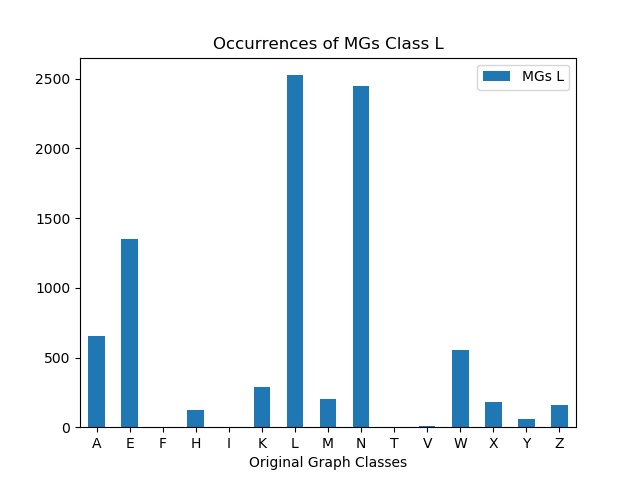 Occurrences of MGs Class L
MGs L
2500
2000
1500
1000
500
0
A E F H I K L M N T V W X Y Z
Original Graph Classes